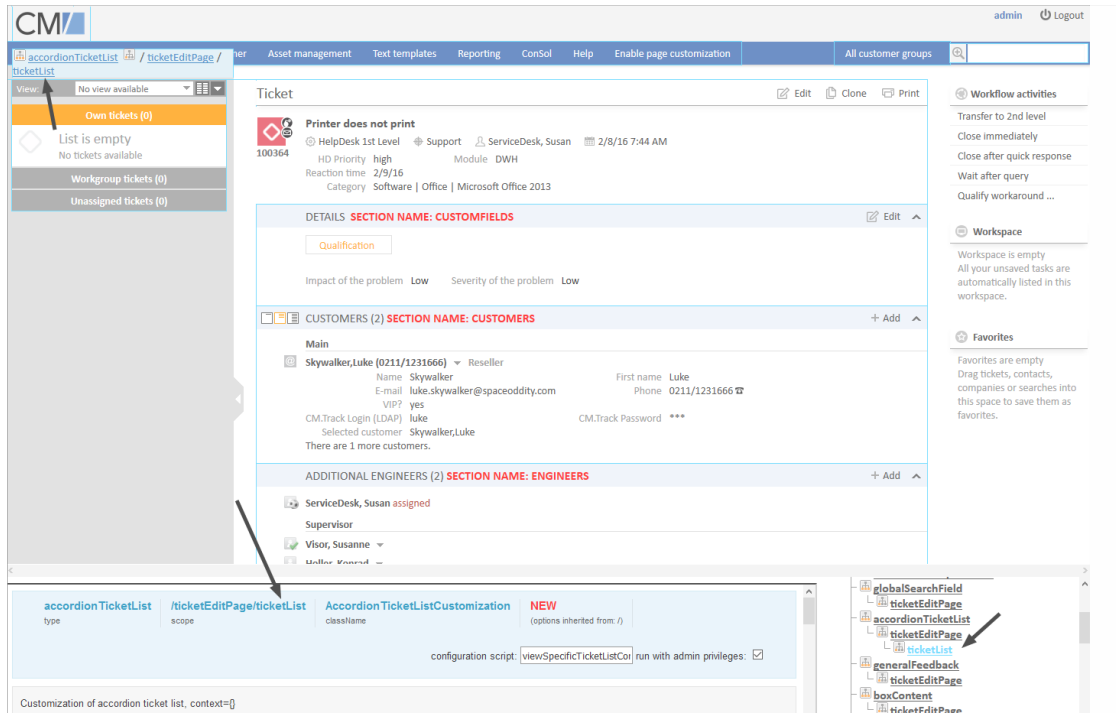 CM/
admin Logout
accordionTicketList / ticketEditPage /
ticketList
Asset management Text templates Reporting ConSol Help Enable page customization All customer groups
View: No view available
Own tickets (0)
List is empty
No tickets available
Workgroup tickets (0)
Unassigned tickets (0)
Ticket Edit Clone Print
Printer does not print
HelpDesk 1st Level Support ServiceDesk, Susan 2/8/16 7:44 AM
100364
HD Priority high Module DWH
Reaction time 2/9/16
Category Software | Office | Microsoft Office 2013
DETAILS SECTION NAME: CUSTOMFIELDS Edit
Qualification
Impact of the problem Low Severity of the problem Low
CUSTOMERS (2) SECTION NAME: CUSTOMERS + Add
Main
Skywalker,Luke (0211/1231666) Reseller
Name Skywalker First name Luke
E-mail luke.skywalker@spaceoddity.com Phone 0211/1231666
VIP? yes
CM.Track Login (LDAP) luke CM.Track Password ***
Selected customer Skywalker,Luke
There are 1 more customers.
ADDITIONAL ENGINEERS (2) SECTION NAME: ENGINEERS + Add
ServiceDesk, Susan assigned
Supervisor
Visor, Susanne
Holler, Konrad
Workflow activities
Transfer to 2nd level
Close immediately
Close after quick response
Wait after query
Qualify workaround ...
Workspace
Workspace is empty
All your unsaved tasks are
automatically listed in this
workspace.
Favorites
Favorites are empty
Drag tickets, contacts,
companies or searches into
this space to save them as
favorites.
accordionTicketList /ticketEditPage/ticketList AccordionTicketListCustomization NEW
type scope className (options inherited from: /)
configuration script: viewSpecificTicketListCor run with admin privileges:
Customization of accordion ticket list, context={}
globalSearchField
ticketEditPage
accordionTicketList
ticketEditPage
ticketList
generalFeedback
ticketEditPage
boxContent
ticketEditPage